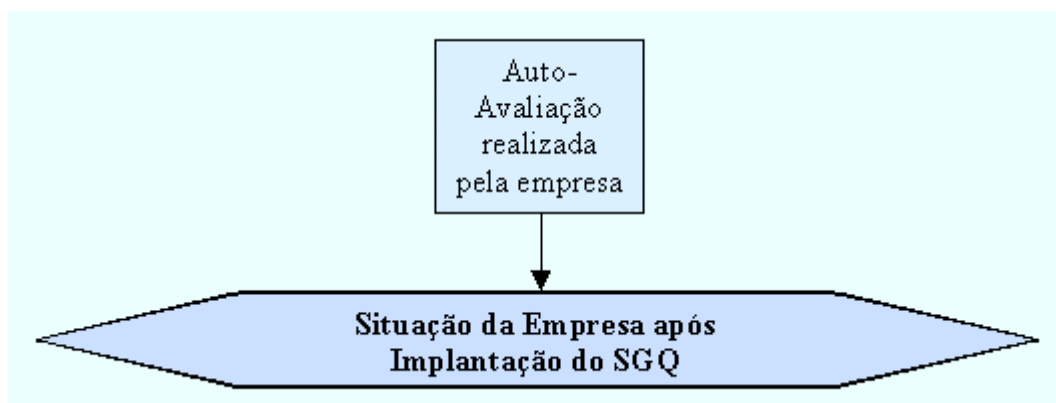 Auto-
Avaliação
realizada
pela empresa
Situação da Empresa após
Implantação do SGQ